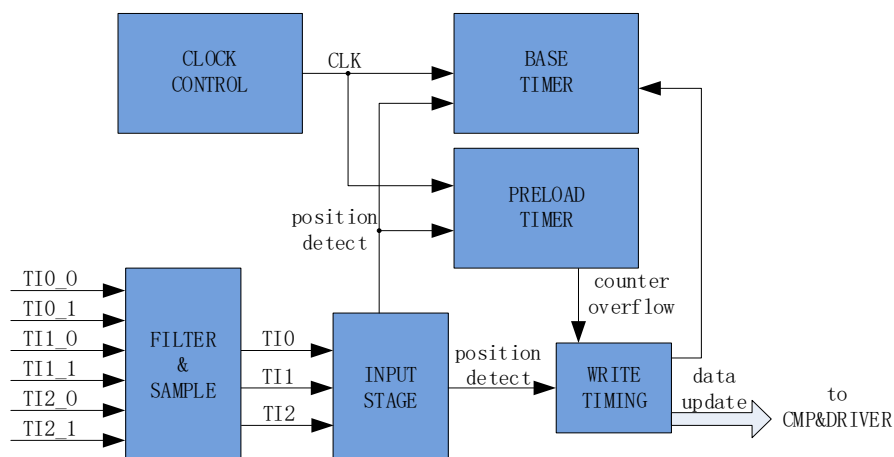 CLOCK
CONTROL
CLK
BASE
TIMER
PRELOAD
TIMER
position
detect
counter
overflow
TI0_0
TI0_1
TI1_0
TI1_1
TI2_0
TI2_1
FILTER
&
SAMPLE
TI0
TI1
TI2
INPUT
STAGE
position
detect
WRITE
TIMING
data
update
to
CMP&DRIVER